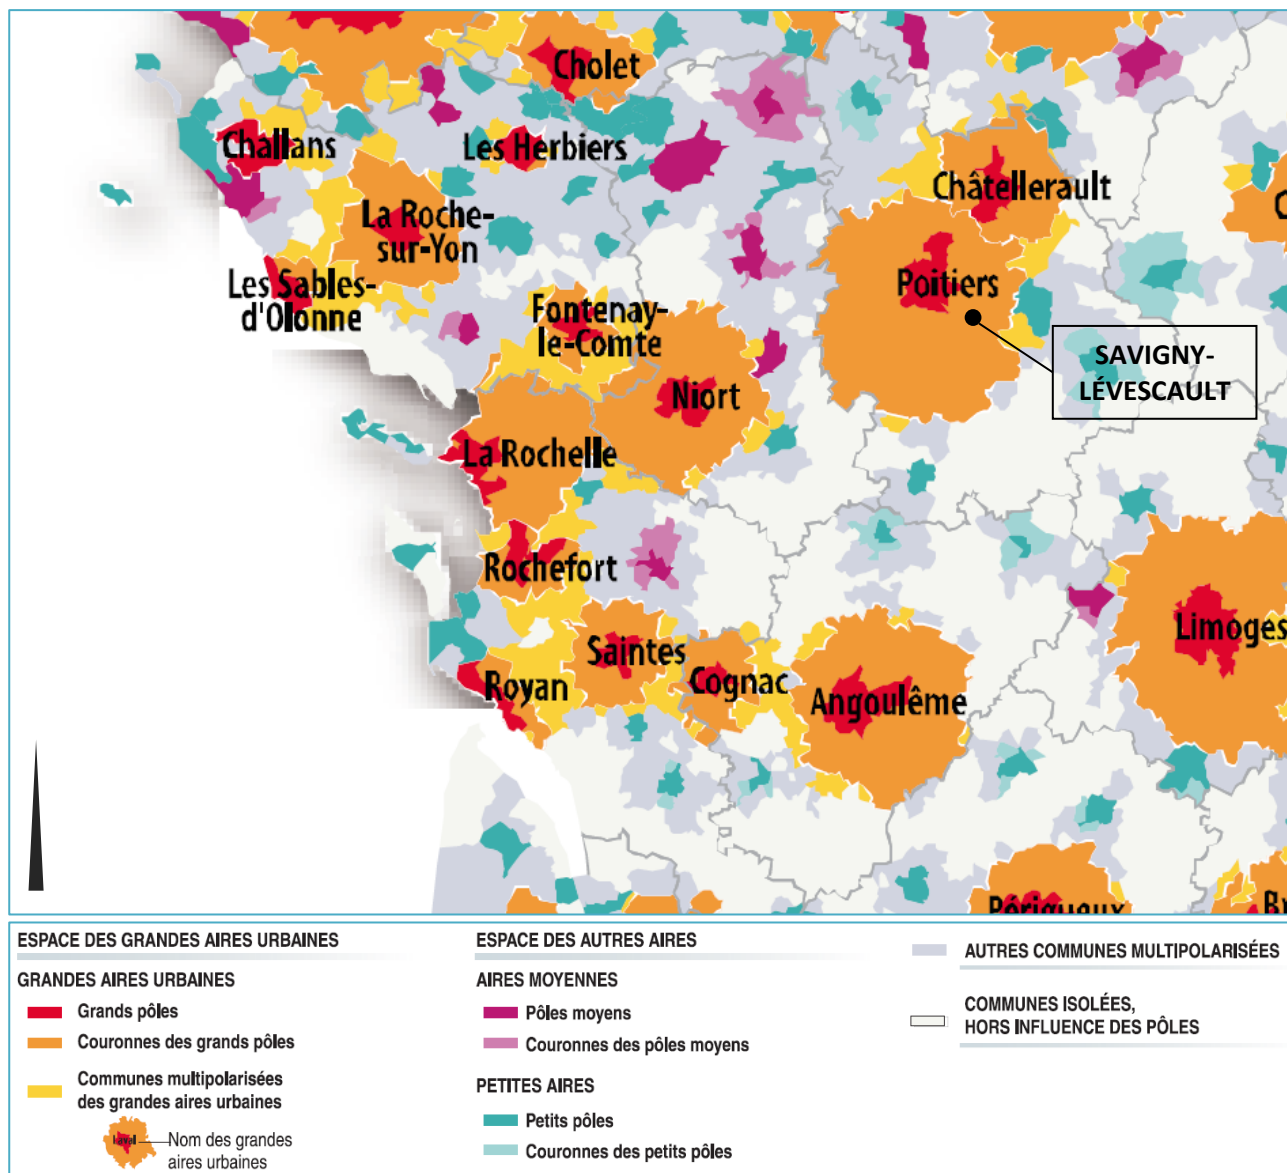 Cholet
Challans
Les Herbiers
Châtellerault
La Roche-
sur-Yon
Poitiers
Les Sables-
d'Olonne
Fontenay-
le-Comte
SAVIGNY-
LÉVESCAULT
Niort
La Rochelle
Rochefort
Limoges
Saintes
Royan
Cognac
Angoulême
Périgueux
ESPACE DES GRANDES AIRES URBAINES
GRANDES AIRES URBAINES
Grands pôles
Couronnes des grands pôles
Communes multipolarisées
des grandes aires urbaines
Laval
Nom des grandes
aires urbaines
ESPACE DES AUTRES AIRES
AIRES MOYENNES
Pôles moyens
Couronnes des pôles moyens
PETITES AIRES
Petits pôles
Couronnes des petits pôles
AUTRES COMMUNES MULTIPOLARISÉES
COMMUNES ISOLÉES,
HORS INFLUENCE DES PÔLES